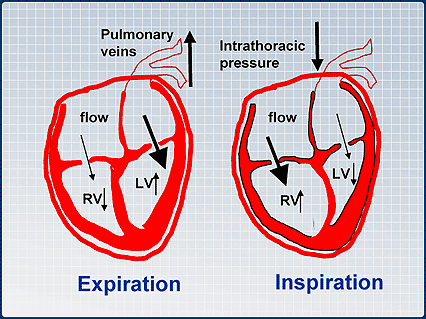 Pulmonary
veins
Intrathoracic
pressure
flow
flow
RV
LV
RV
LV
Expiration
Inspiration